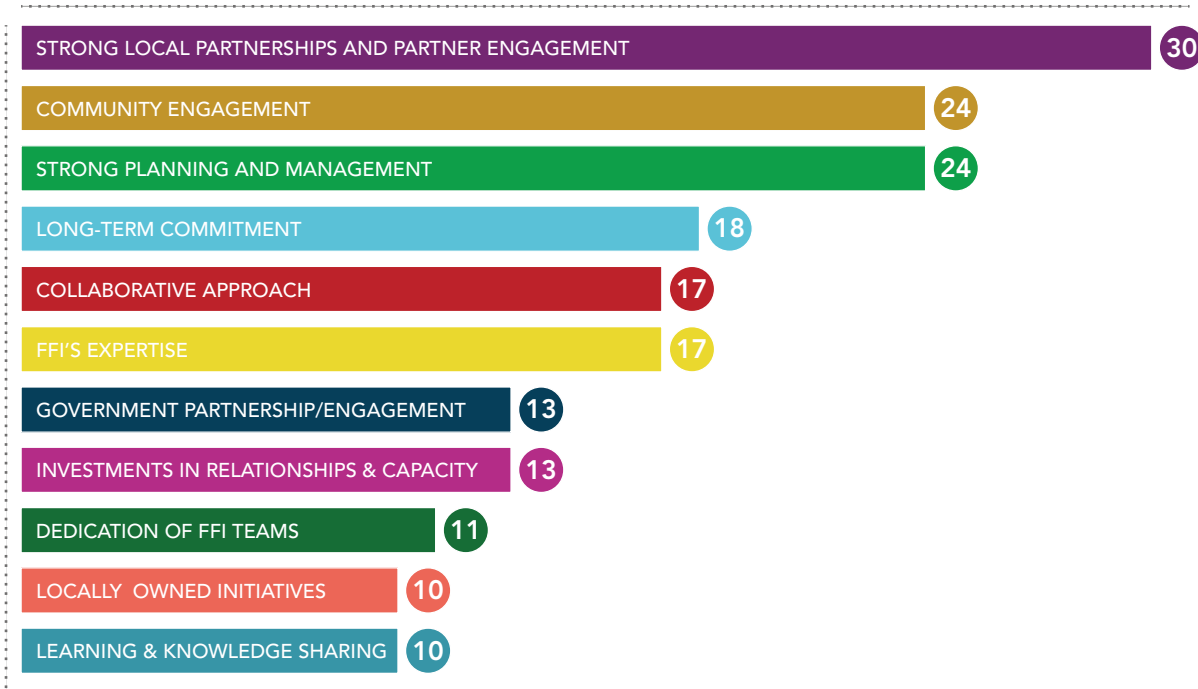 STRONG LOCAL PARTNERSHIPS AND PARTNER ENGAGEMENT 30
COMMUNITY ENGAGEMENT 24
STRONG PLANNING AND MANAGEMENT 24
LONG-TERM COMMITMENT 18
COLLABORATIVE APPROACH 17
FFI'S EXPERTISE 17
GOVERNMENT PARTNERSHIP/ENGAGEMENT 13
INVESTMENTS IN RELATIONSHIPS & CAPACITY 13
DEDICATION OF FFI TEAMS 11
LOCALLY OWNED INITIATIVES 10
LEARNING & KNOWLEDGE SHARING 10